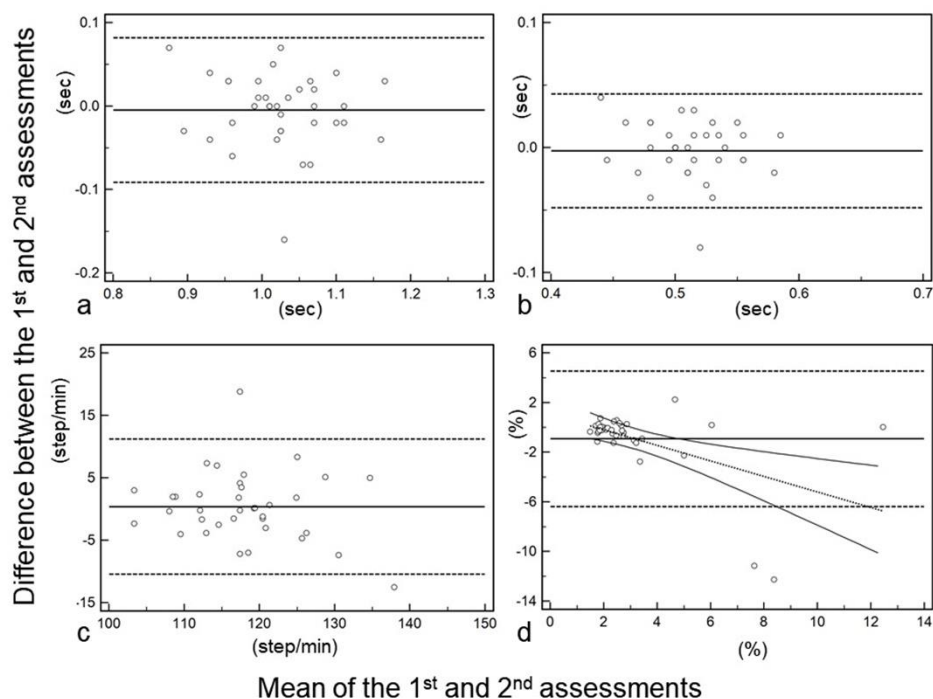 Difference between the 1st and 2nd assessments
(sec)
0.1
0.0
-0.1
-0.2
0.8 0.9 1.0 1.1 1.2 1.3
(sec)
a
(sec)
0.1
0.0
-0.1
0.4 0.5 0.6 0.7
(sec)
b
(step/min)
25
15
5
-5
-15
100 110 120 130 140 150
(step/min)
c
(%)
6
2
-2
-6
-10
-14
0 2 4 6 8 10 12 14
(%)
d
Mean of the 1st and 2nd assessments